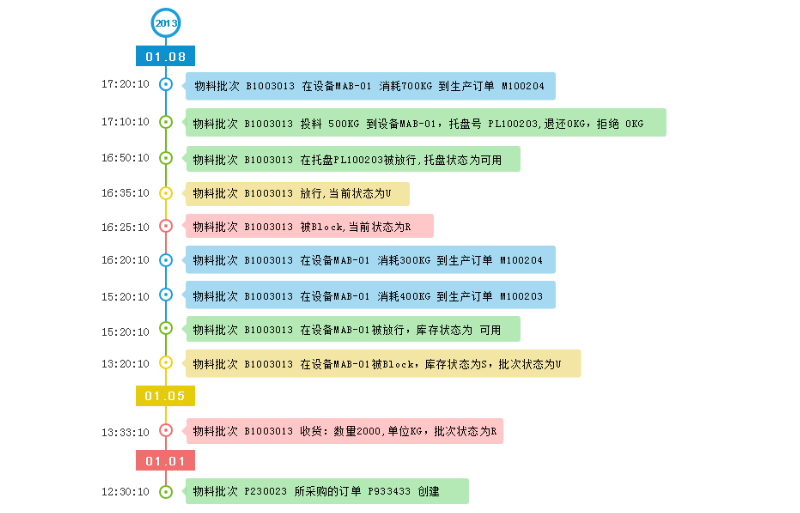 2013
01.08
17:20:10 物料批次 B1003013 在设备MAB-01 消耗700KG 到生产订单 M100204
17:10:10 物料批次 B1003013 投料 500KG 到设备MAB-01，托盘号 PL100203,退还0KG，拒绝 0KG
16:50:10 物料批次 B1003013 在托盘PL100203被放行,托盘状态为可用
16:35:10 物料批次 B1003013 放行,当前状态为U
16:25:10 物料批次 B1003013 被Block,当前状态为R
16:20:10 物料批次 B1003013 在设备MAB-01 消耗300KG 到生产订单 M100204
15:20:10 物料批次 B1003013 在设备MAB-01 消耗400KG 到生产订单 M100203
15:20:10 物料批次 B1003013 在设备MAB-01被放行，库存状态为 可用
13:20:10 物料批次 B1003013 在设备MAB-01被Block，库存状态为S，批次状态为U
01.05
13:33:10 物料批次 B1003013 收货：数量2000,单位KG，批次状态为R
01.01
12:30:10 物料批次 P230023 所采购的订单 P933433 创建